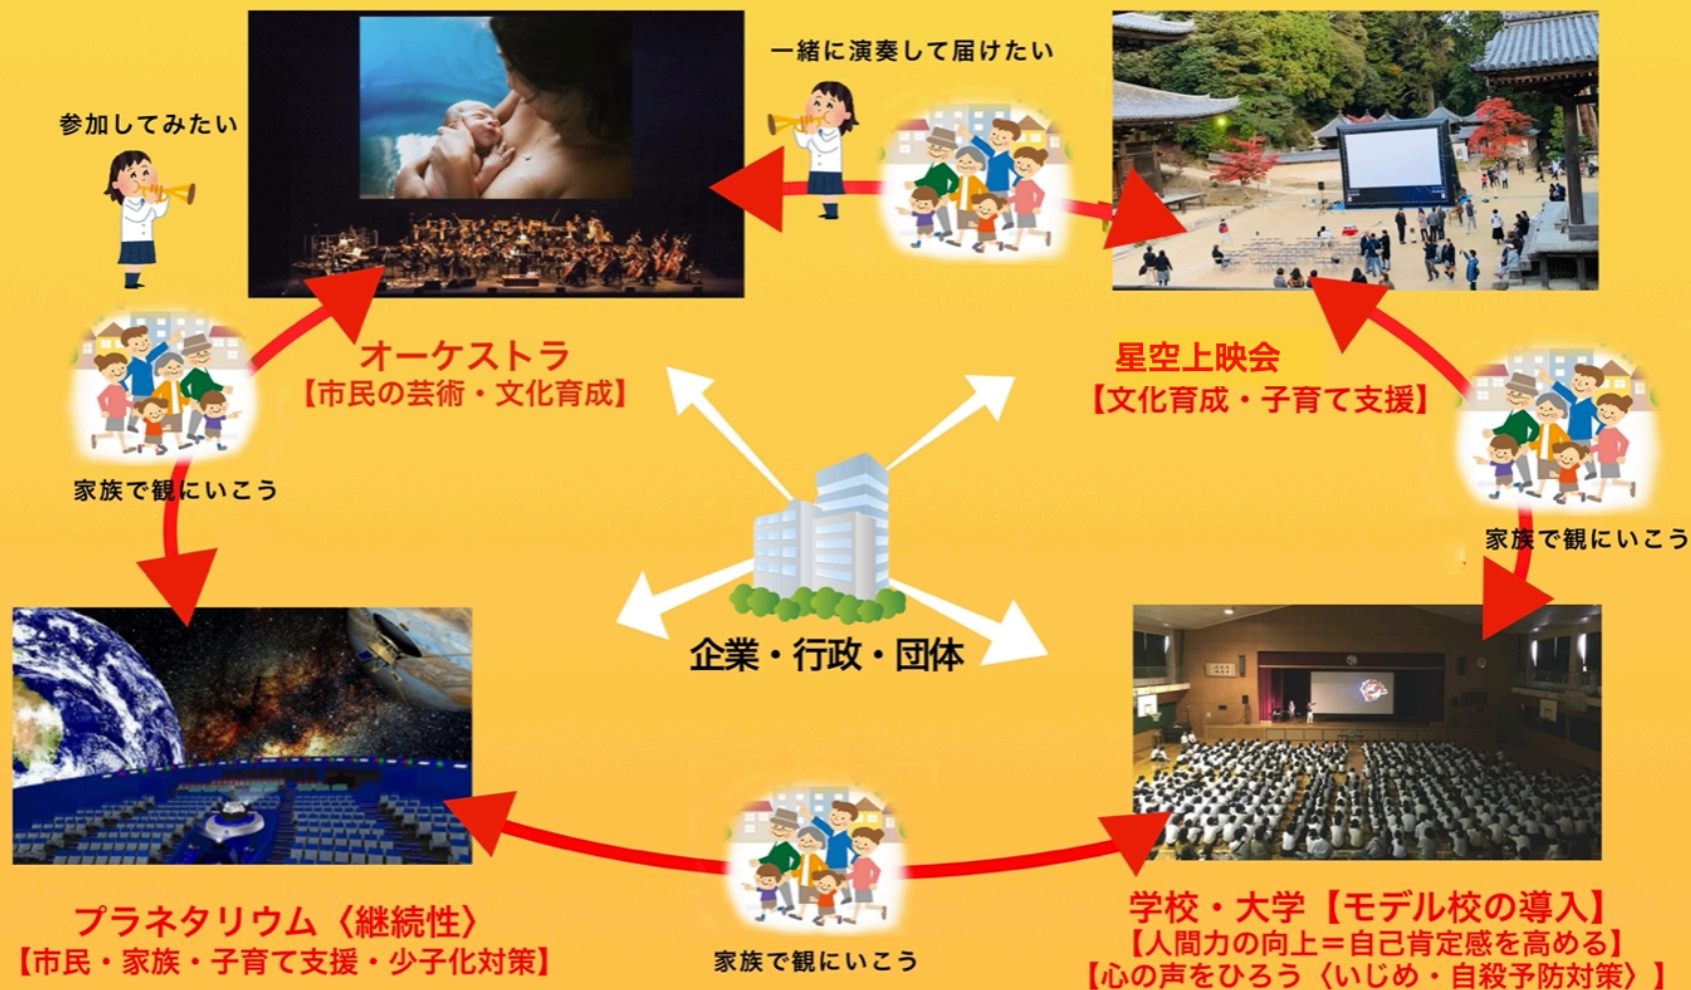 一緒に演奏して届けたい
参加してみたい
オーケストラ
【市民の芸術・文化育成】
星空上映会
【文化育成・子育て支援】
家族で観にいこう
家族で観にいこう
企業・行政・団体
プラネタリウム〈継続性〉
【市民・家族・子育て支援・少子化対策】
家族で観にいこう
学校・大学【モデル校の導入】
【人間力の向上=自己肯定感を高める】
【心の声をひろう〈いじめ・自殺予防対策〉】